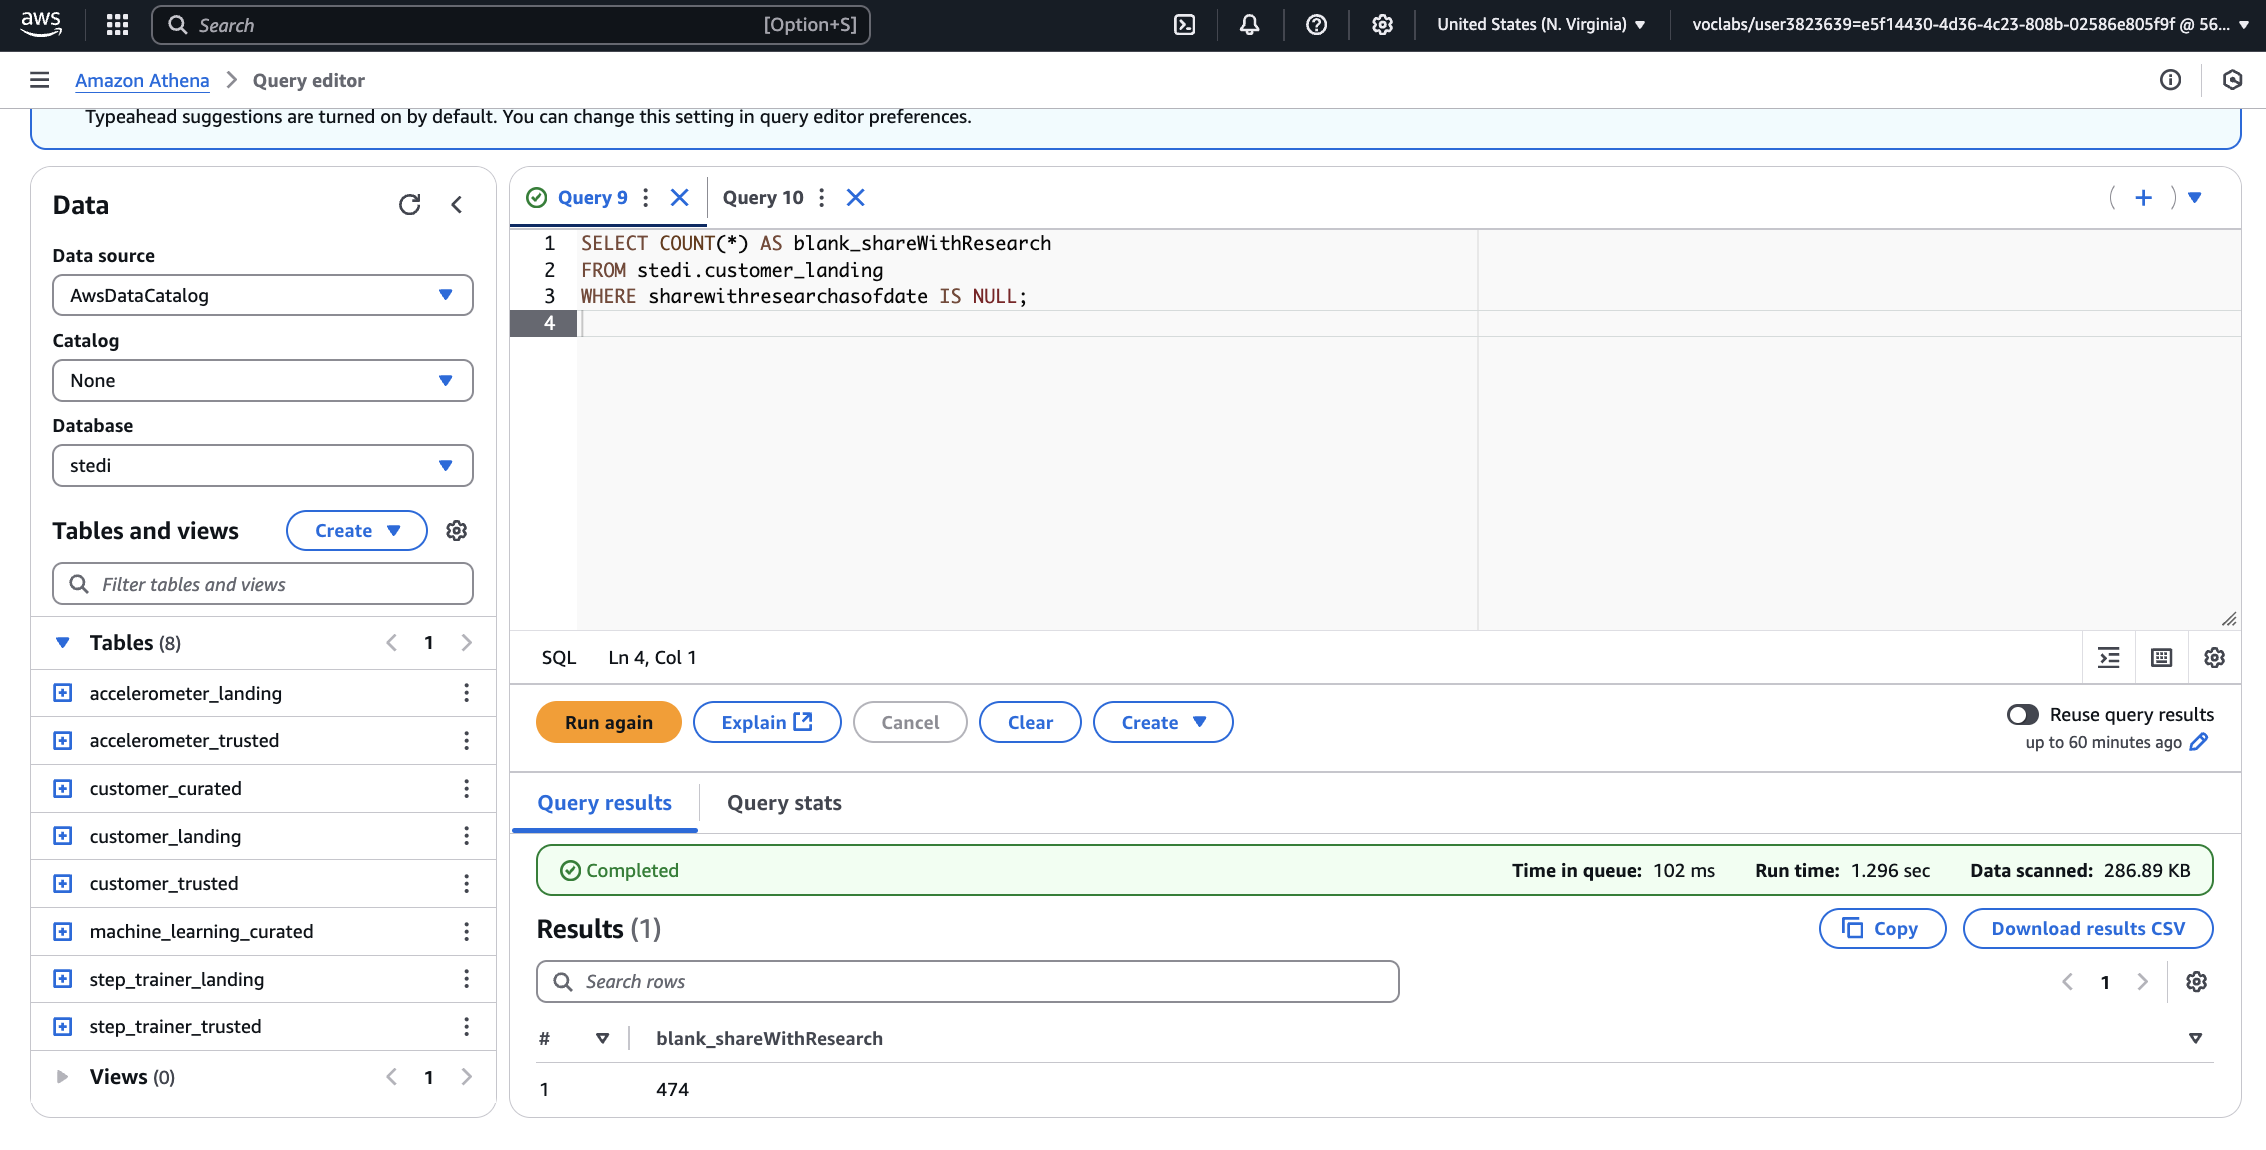 aws
Search
[Option+S]
United States (N. Virginia)
voclabs/user3823639=e5f14430-4d36-4c23-808b-02586e805f9f @ 56...
Amazon Athena
Query editor
Typeahead suggestions are turned on by default. You can change this setting in query editor preferences.
Data
Data source
AwsDataCatalog
Catalog
None
Database
stedi
Tables and views
Create
Filter tables and views
Tables (8)
1
accelerometer_landing
accelerometer_trusted
customer_curated
customer_landing
customer_trusted
machine_learning_curated
step_trainer_landing
step_trainer_trusted
Views (0)
1
Query 9
Query 10
1 SELECT COUNT(*) AS blank_shareWithResearch
2 FROM stedi.customer_landing
3 WHERE sharewithresearchasofdate IS NULL;
4
SQL
Ln 4, Col 1
Run again
Explain
Cancel
Clear
Create
Reuse query results
up to 60 minutes ago
Query results
Query stats
Completed
Time in queue: 102 ms
Run time: 1.296 sec
Data scanned: 286.89 KB
Results (1)
Copy
Download results CSV
Search rows
1
# blank_shareWithResearch
1 474